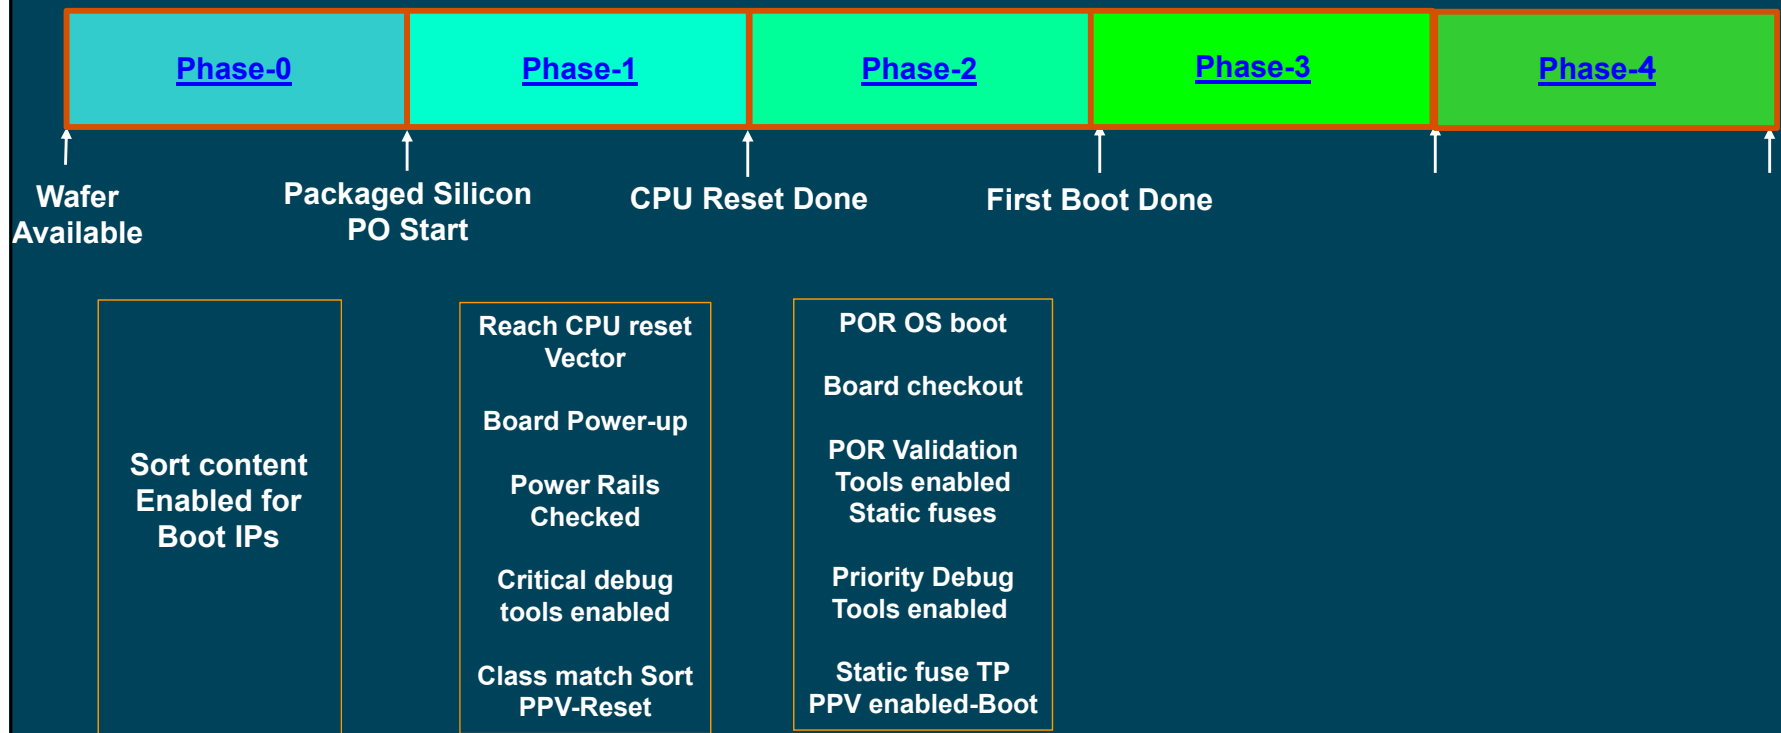 Phase-0
Phase-1
Phase-2
Phase-3
Phase-4
Wafer
Available
Packaged Silicon
PO Start
CPU Reset Done
First Boot Done
Sort content
Enabled for
Boot IPs
Reach CPU reset
Vector
Board Power-up
Power Rails
Checked
Critical debug
tools enabled
Class match Sort
PPV-Reset
POR OS boot
Board checkout
POR Validation
Tools enabled
Static fuses
Priority Debug
Tools enabled
Static fuse TP
PPV enabled-Boot